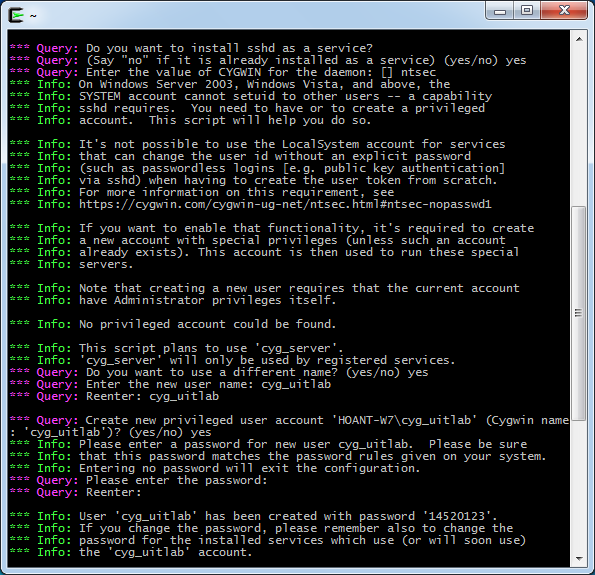 ~
*** Query: Do you want to install sshd as a service?
*** Query: (Say "no" if it is already installed as a service) (yes/no) yes
*** Query: Enter the value of CYGWIN for the daemon: [] ntsec
*** Info: On Windows Server 2003, Windows Vista, and above, the
*** Info: SYSTEM account cannot setuid to other users -- a capability
*** Info: sshd requires.  You need to have or to create a privileged
*** Info: account.  This script will help you do so.
*** Info: It's not possible to use the LocalSystem account for services
*** Info: that can change the user id without an explicit password
*** Info: (such as passwordless logins [e.g. public key authentication]
*** Info: via sshd) when having to create the user token from scratch.
*** Info: For more information on this requirement, see
*** Info: https://cygwin.com/cygwin-ug-net/ntsec.html#ntsec-nopasswd1
*** Info: If you want to enable that functionality, it's required to create
*** Info: a new account with special privileges (unless such an account
*** Info: already exists). This account is then used to run these special
*** Info: servers.
*** Info: Note that creating a new user requires that the current account
*** Info: have Administrator privileges itself.
*** Info: No privileged account could be found.
*** Info: This script plans to use 'cyg_server'.
*** Info: 'cyg_server' will only be used by registered services.
*** Query: Do you want to use a different name? (yes/no) yes
*** Query: Enter the new user name: cyg_uitlab
*** Query: Reenter: cyg_uitlab
*** Query: Create new privileged user account 'HOANT-W7\cyg_uitlab' (Cygwin name
: 'cyg_uitlab')? (yes/no) yes
*** Info: Please enter a password for new user cyg_uitlab.  Please be sure
*** Info: that this password matches the password rules given on your system.
*** Info: Entering no password will exit the configuration.
*** Query: Please enter the password:
*** Query: Reenter:
*** Info: User 'cyg_uitlab' has been created with password '14520123'.
*** Info: If you change the password, please remember also to change the
*** Info: password for the installed services which use (or will soon use)
*** Info: the 'cyg_uitlab' account.